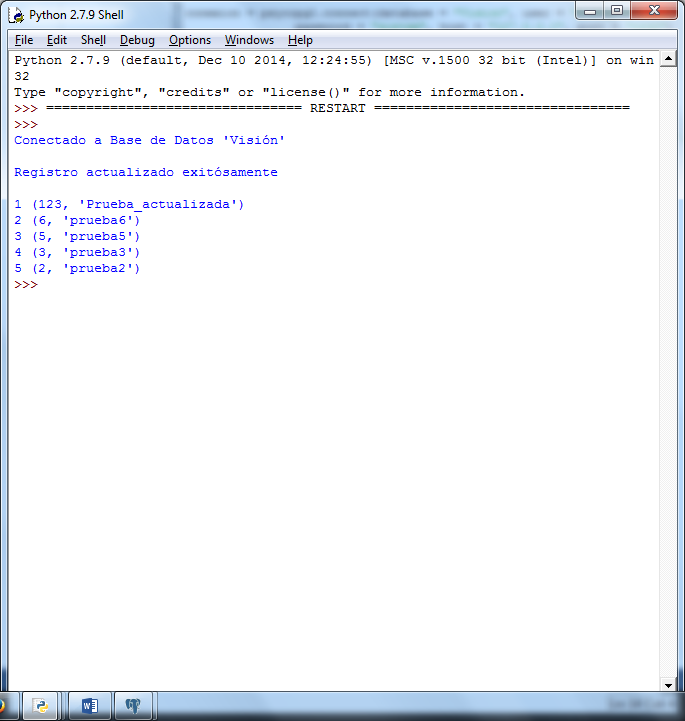 Python 2.7.9 Shell
File Edit Shell Debug Options Windows Help
Python 2.7.9 (default, Dec 10 2014, 12:24:55) [MSC v.1500 32 bit (Intel)] on win
32
Type "copyright", "credits" or "license()" for more information.
>>> ================================ RESTART ================================
>>>
Conectado a Base de Datos 'Visión'
Registro actualizado exitósamente
1 (123, 'Prueba_actualizada')
2 (6, 'prueba6')
3 (5, 'prueba5')
4 (3, 'prueba3')
5 (2, 'prueba2')
>>>